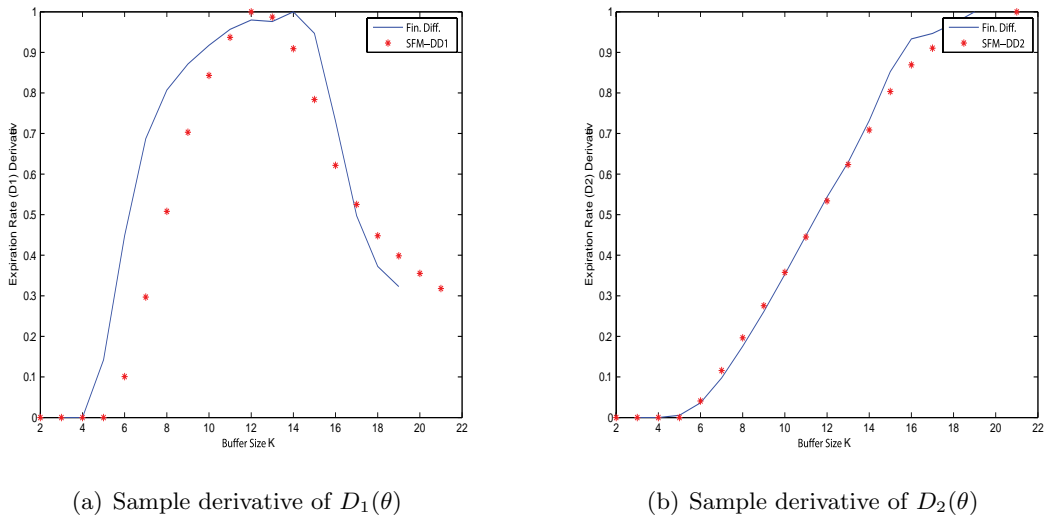 1
0.9
0.8
0.7
0.6
0.5
0.4
0.3
0.2
0.1
0
Expiration Rate (D1) Derivativ
Fin. Diff.
SFM−DD1
2 4 6 8 10 12 14 16 18 20 22
Buffer Size K
(a) Sample derivative of D₁(θ)
1
0.9
0.8
0.7
0.6
0.5
0.4
0.3
0.2
0.1
0
Expiration Rate (D2) Derivativ
Fin. Diff.
SFM−DD2
2 4 6 8 10 12 14 16 18 20 22
Buffer Size K
(b) Sample derivative of D₂(θ)